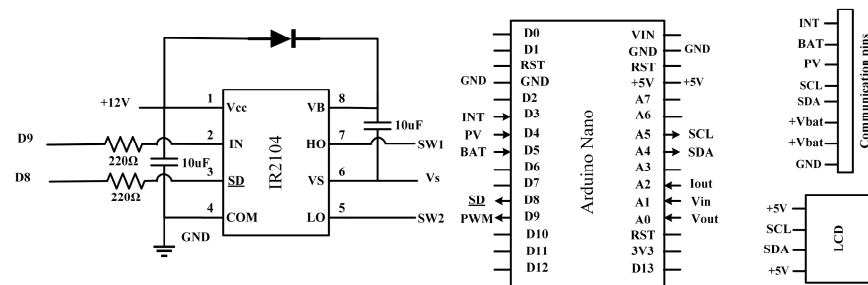 +12V
D9
D8
220Ω
220Ω
10uF
GND
1
2
3
4
Vcc
IN
SD
COM
IR2104
VB
HO
VS
LO
8
7
6
5
10uF
SW1
Vs
SW2
GND
INT
PV
BAT
SD
PWM
D0
D1
RST
GND
D2
D3
D4
D5
D6
D7
D8
D9
D10
D11
D12
Arduino Nano
VIN
GND
RST
+5V
A7
A6
A5
A4
A3
A2
A1
A0
RST
3V3
D13
GND
+5V
SCL
SDA
Iout
Vin
Vout
INT
BAT
PV
SCL
SDA
+Vbat
+Vbat
GND
Communication pins
+5V
SCL
SDA
+5V
LCD